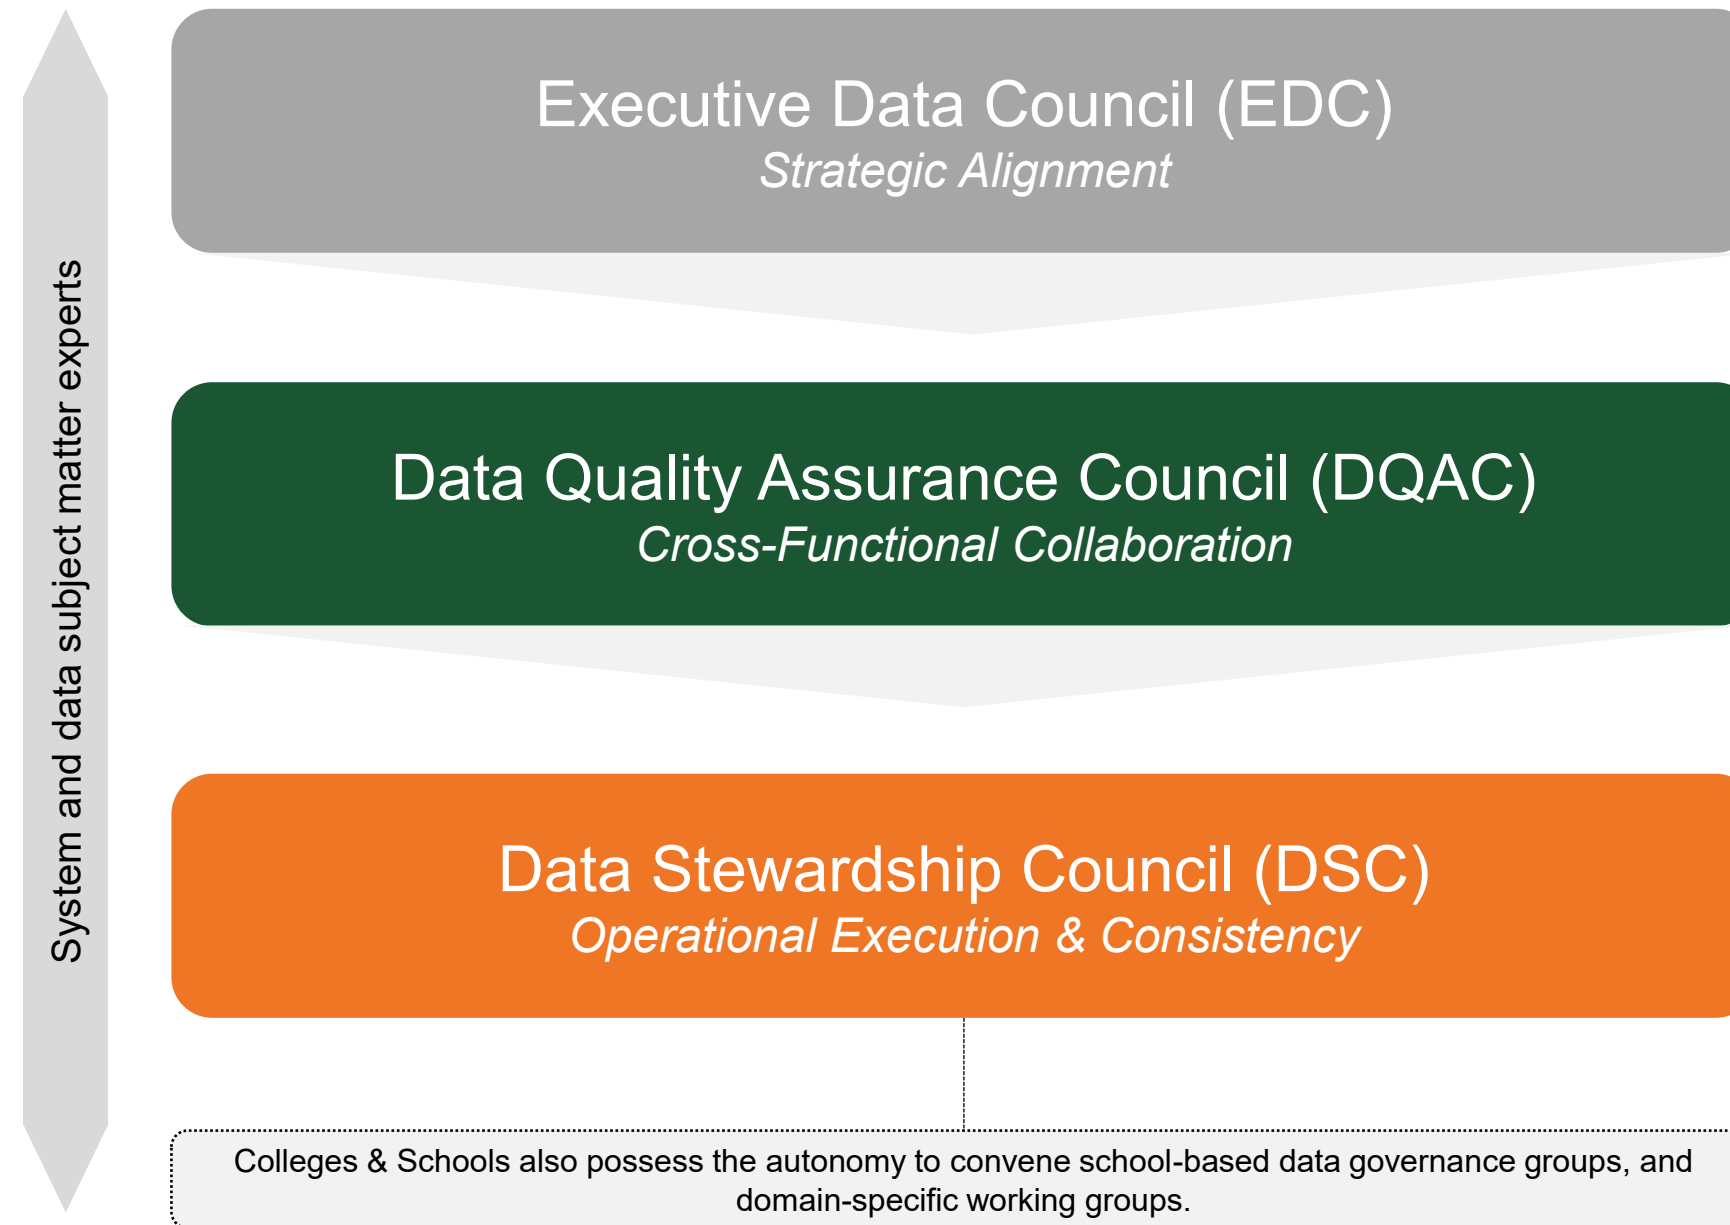 Executive Data Council (EDC)
Strategic Alignment
System and data subject matter experts
Data Quality Assurance Council (DQAC)
Cross-Functional Collaboration
Data Stewardship Council (DSC)
Operational Execution & Consistency
Colleges & Schools also possess the autonomy to convene school-based data governance groups, and
domain-specific working groups.